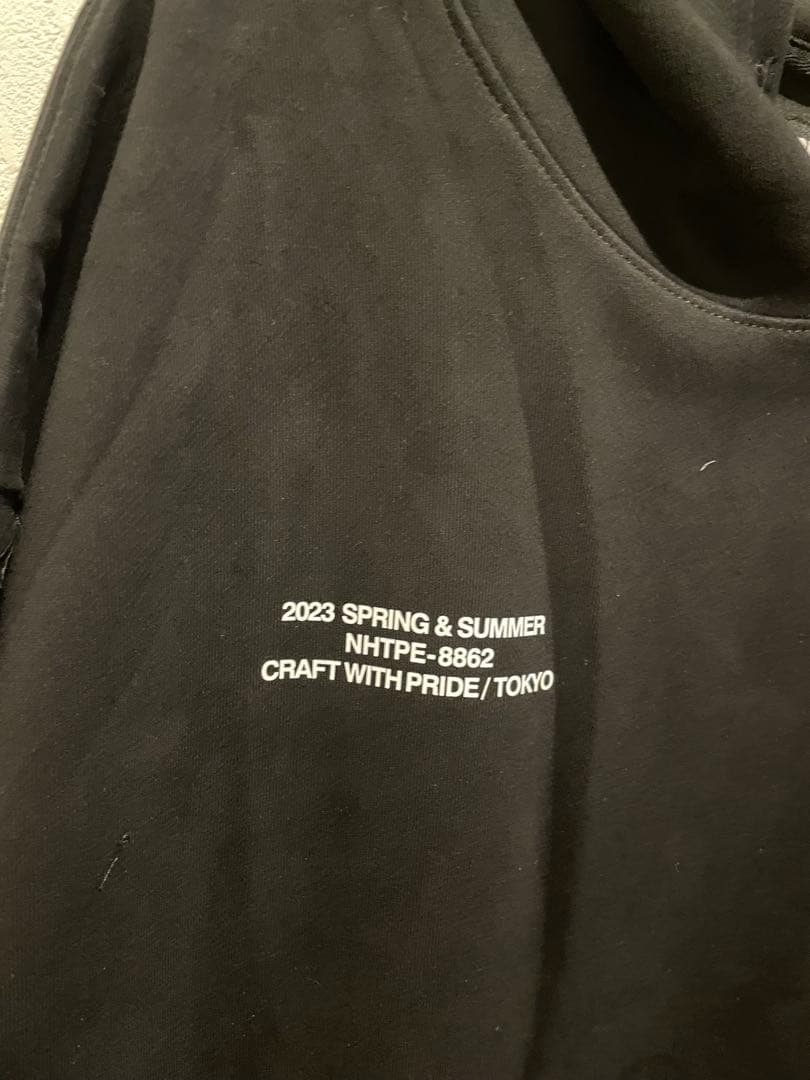 2023 SPRING & SUMMER
NHTPE-8862
CRAFT WITH PRIDE / TOKYO